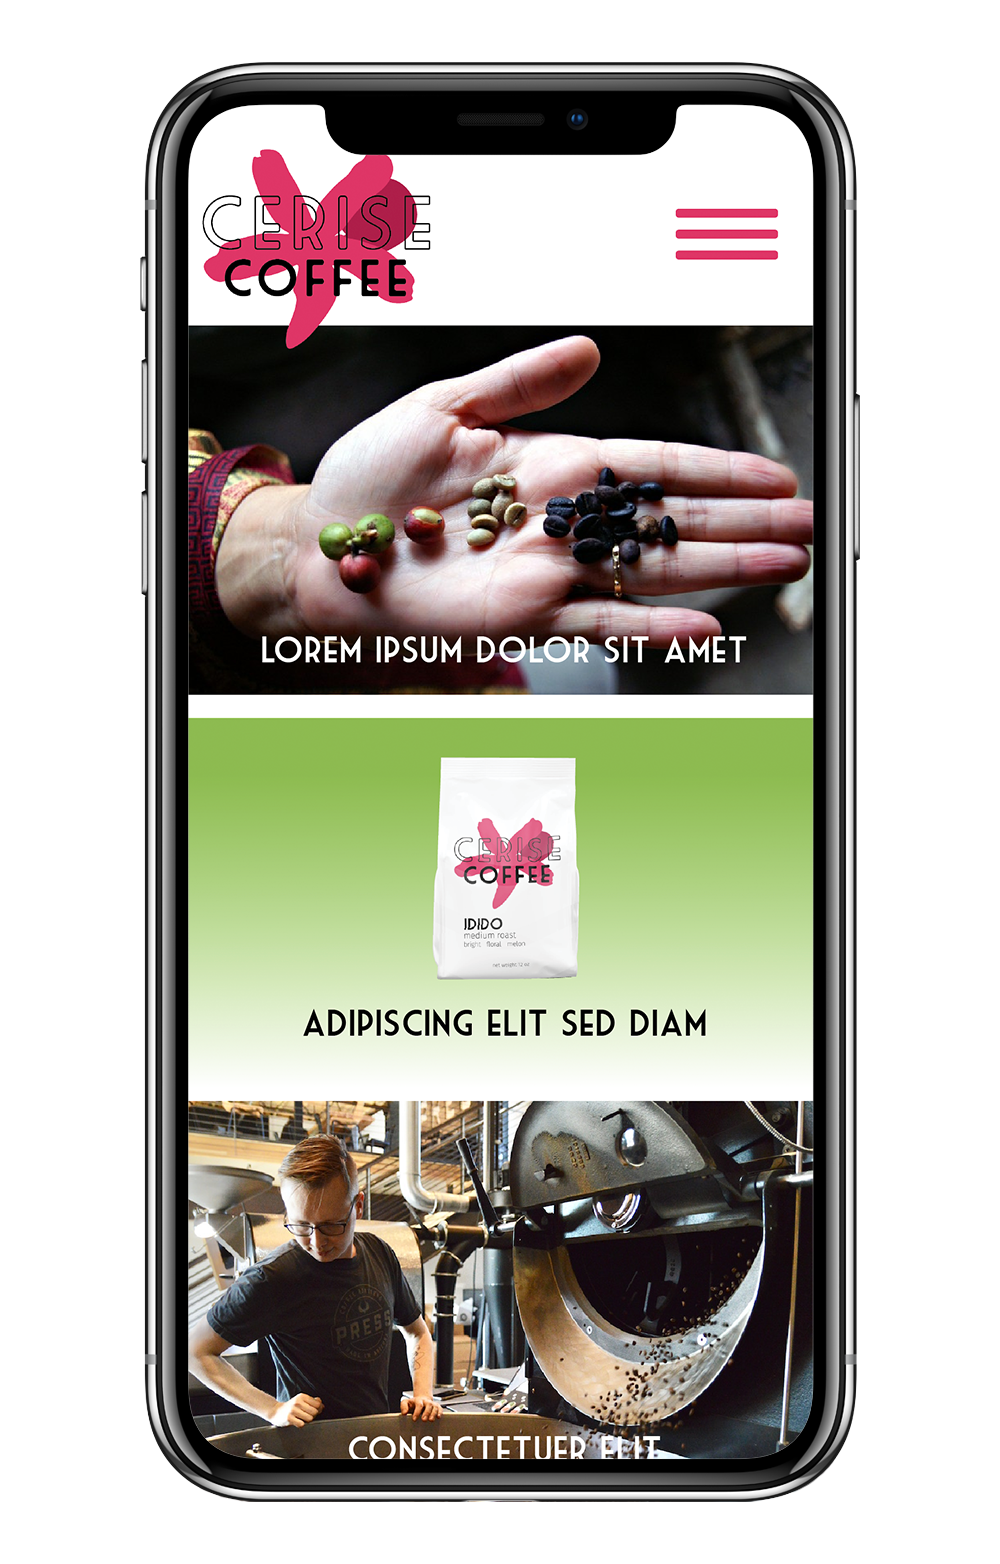 CERISE
COFFEE
LOREM IPSUM DOLOR SIT AMET
CERISE
COFFEE
IDIDO
medium roast
bright floral melon
net weight 12 oz
ADIPISCING ELIT SED DIAM
PRESS
CONSECTETUER ELIT